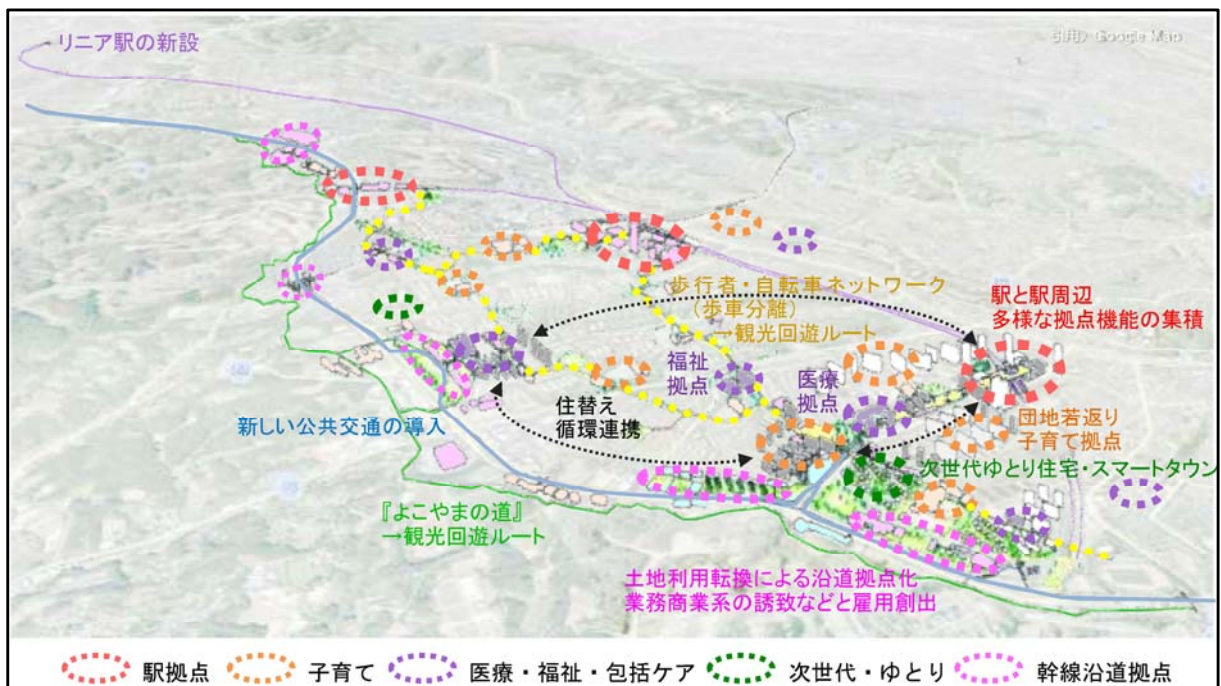 リニア駅の新設
引用> Google Map
歩行者・自転車ネットワーク
(歩車分離)
→観光回遊ルート
駅と駅周辺
多様な拠点機能の集積
福祉
拠点
医療
拠点
住替え
循環連携
新しい公共交通の導入
団地若返り
子育て拠点
次世代ゆとり住宅・スマートタウン
『よこやまの道』
→観光回遊ルート
土地利用転換による沿道拠点化
業務商業系の誘致などと雇用創出
駅拠点 子育て 医療・福祉・包括ケア 次世代・ゆとり 幹線沿道拠点